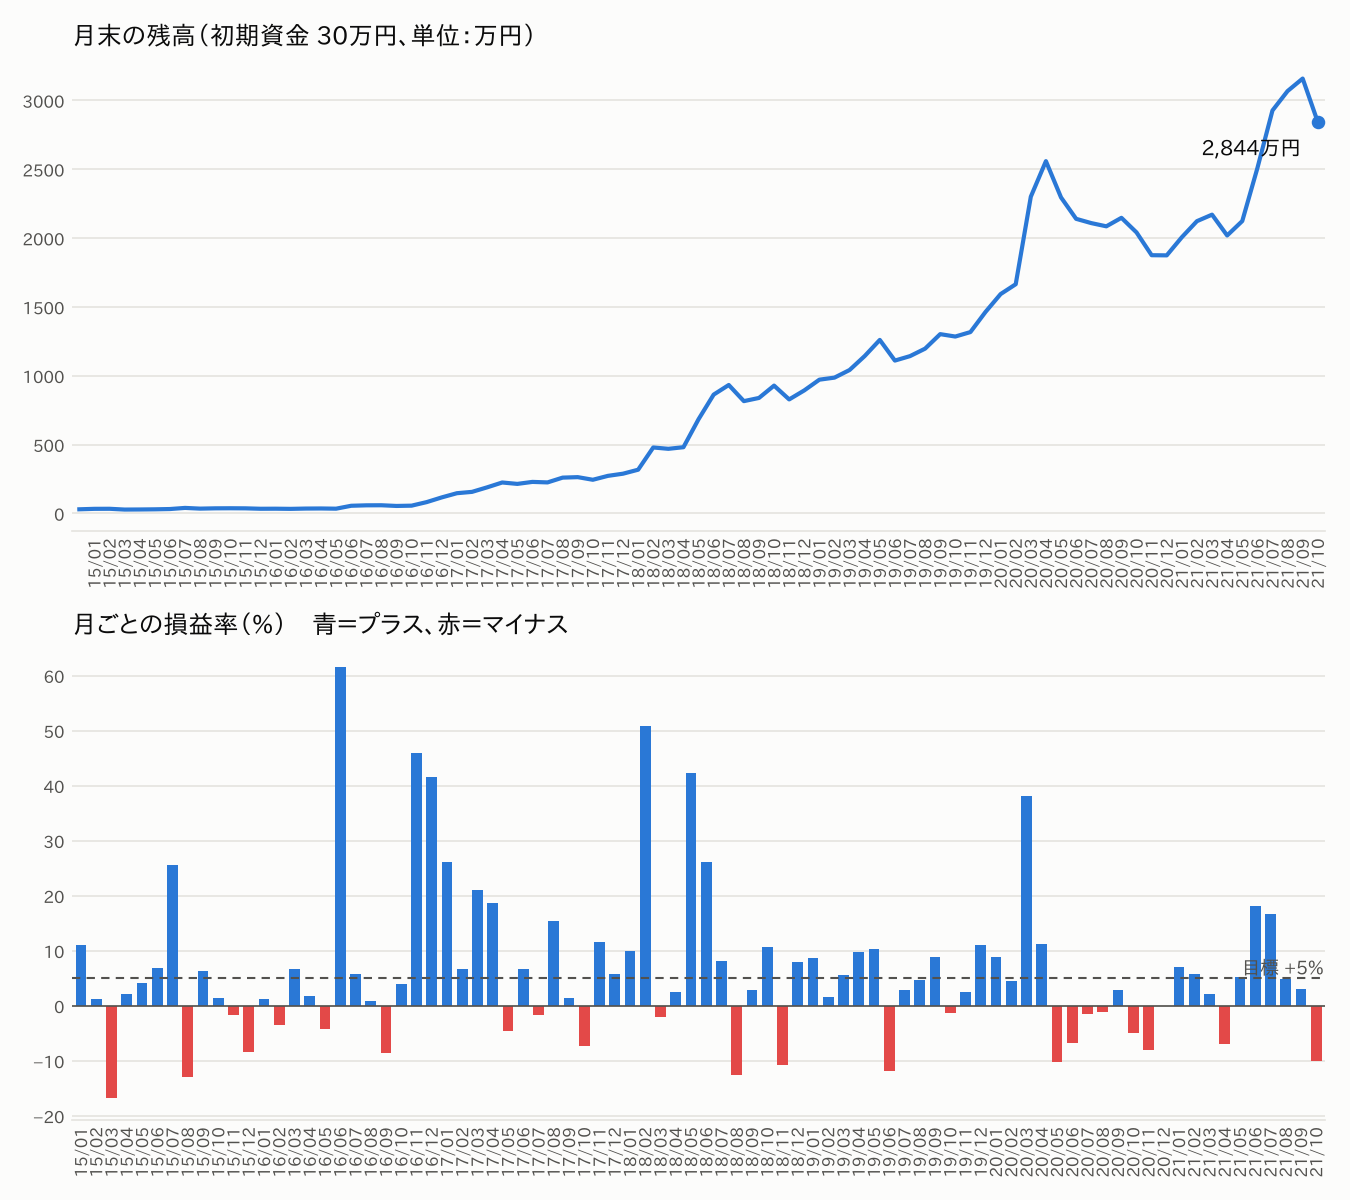 月末の残高（初期資金 30万円、単位：万円）
3000
2,844万円
2500
2000
1500
1000
500
0
15/01 15/02 15/03 15/04 15/05 15/06 15/07 15/08 15/09 15/10 15/11 15/12 16/01 16/02 16/03 16/04 16/05 16/06 16/07 16/08 16/09 16/10 16/11 16/12 17/01 17/02 17/03 17/04 17/05 17/06 17/07 17/08 17/09 17/10 17/11 17/12 18/01 18/02 18/03 18/04 18/05 18/06 18/07 18/08 18/09 18/10 18/11 18/12 19/01 19/02 19/03 19/04 19/05 19/06 19/07 19/08 19/09 19/10 19/11 19/12 20/01 20/02 20/03 20/04 20/05 20/06 20/07 20/08 20/09 20/10 20/11 20/12 21/01 21/02 21/03 21/04 21/05 21/06 21/07 21/08 21/09 21/10
月ごとの損益率（%）　青＝プラス、赤＝マイナス
60
50
40
30
20
10
目標 +5%
0
−10
−20
15/01 15/02 15/03 15/04 15/05 15/06 15/07 15/08 15/09 15/10 15/11 15/12 16/01 16/02 16/03 16/04 16/05 16/06 16/07 16/08 16/09 16/10 16/11 16/12 17/01 17/02 17/03 17/04 17/05 17/06 17/07 17/08 17/09 17/10 17/11 17/12 18/01 18/02 18/03 18/04 18/05 18/06 18/07 18/08 18/09 18/10 18/11 18/12 19/01 19/02 19/03 19/04 19/05 19/06 19/07 19/08 19/09 19/10 19/11 19/12 20/01 20/02 20/03 20/04 20/05 20/06 20/07 20/08 20/09 20/10 20/11 20/12 21/01 21/02 21/03 21/04 21/05 21/06 21/07 21/08 21/09 21/10